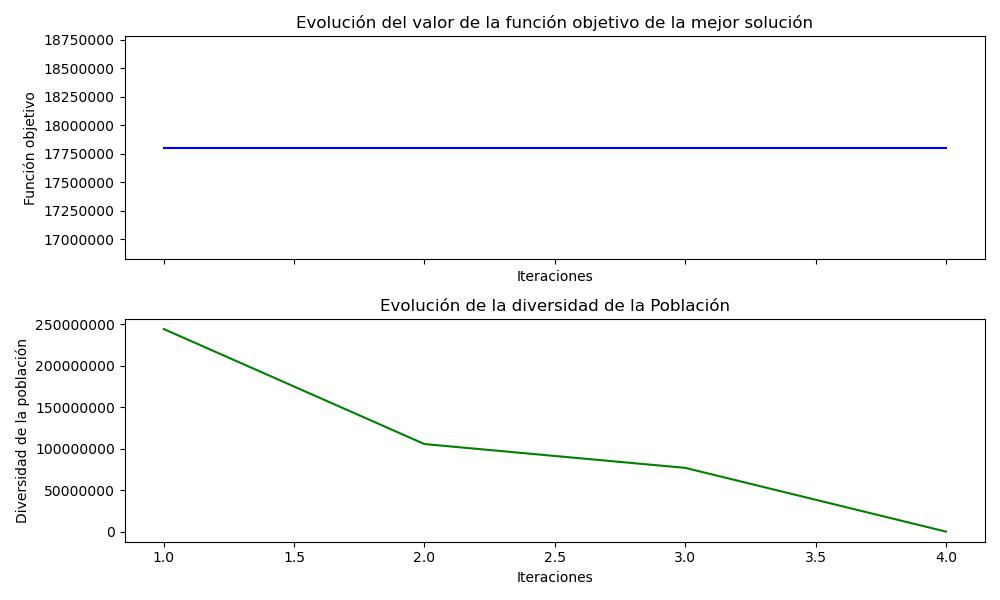 Evolución del valor de la función objetivo de la mejor solución
18750000
18500000
18250000
18000000
17750000
17500000
17250000
17000000
Función objetivo
Iteraciones
Evolución de la diversidad de la Población
250000000
200000000
150000000
100000000
50000000
0
Diversidad de la población
1.0 1.5 2.0 2.5 3.0 3.5 4.0
Iteraciones